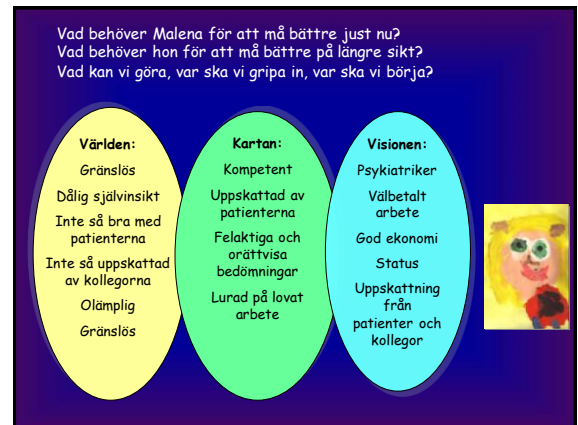 Vad behöver Malena för att må bättre just nu?
Vad behöver hon för att må bättre på längre sikt?
Vad kan vi göra, var ska vi gripa in, var ska vi börja?
Världen:
Gränslös
Dålig självinsikt
Inte så bra med
patienterna
Inte så uppskattad
av kollegorna
Olämplig
Gränslös
Kartan:
Kompetent
Uppskattad av
patienterna
Felaktiga och
orättvisa
bedömningar
Lurad på lovat
arbete
Visionen:
Psykiatriker
Välbetalt
arbete
God ekonomi
Status
Uppskattning
från
patienter och
kollegor